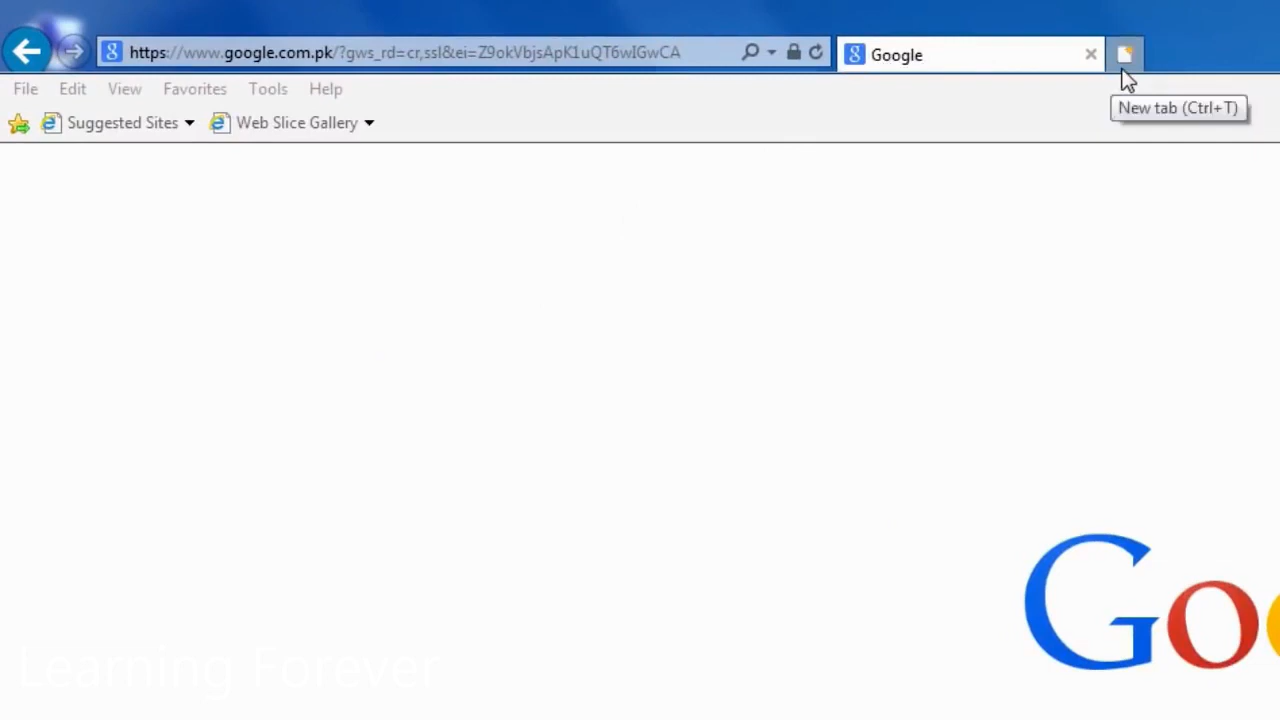 https://www.google.com.pk/?gws_rd=cr,ssl&ei=Z9okVbjsApK1uQT6wIGwCA
Google
New tab (Ctrl+T)
File Edit View Favorites Tools Help
Suggested Sites Web Slice Gallery
Goo
Learning Forever